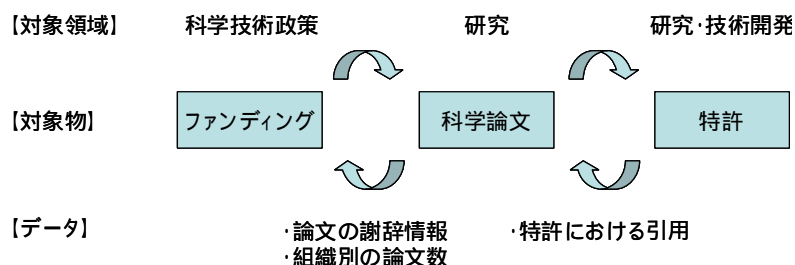 【対象領域】 科学技術政策 研究 研究・技術開発
【対象物】 ファンディング 科学論文 特許
【データ】 ・論文の謝辞情報 ・特許における引用
・組織別の論文数